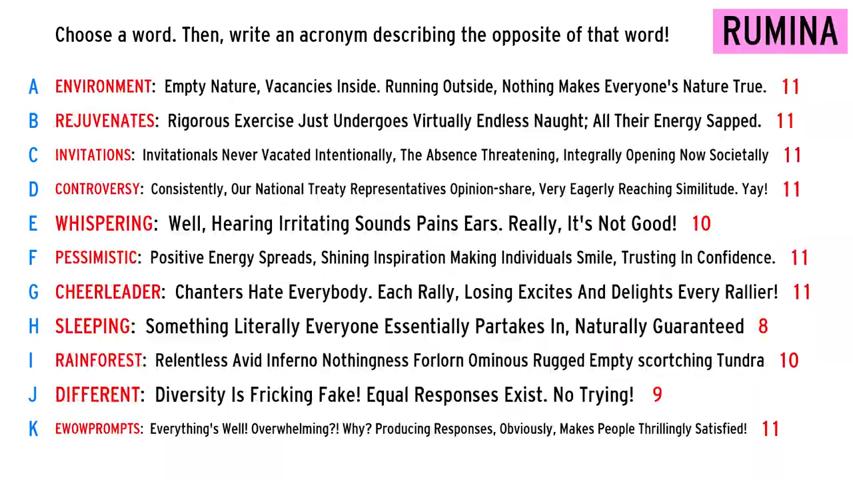 Choose a word. Then, write an acronym describing the opposite of that word!
RUMINA
A ENVIRONMENT: Empty Nature, Vacancies Inside. Running Outside, Nothing Makes Everyone's Nature True. 11
B REJUVENATES: Rigorous Exercise Just Undergoes Virtually Endless Naught; All Their Energy Sapped. 11
C INVITATIONS: Invitationals Never Vacated Intentionally, The Absence Threatening, Integrally Opening Now Societally 11
D CONTROVERSY: Consistently, Our National Treaty Representatives Opinion-share, Very Eagerly Reaching Similitude. Yay! 11
E WHISPERING: Well, Hearing Irritating Sounds Pains Ears. Really, It's Not Good! 10
F PESSIMISTIC: Positive Energy Spreads, Shining Inspiration Making Individuals Smile, Trusting In Confidence. 11
G CHEERLEADER: Chanters Hate Everybody. Each Rally, Losing Excites And Delights Every Rallier! 11
H SLEEPING: Something Literally Everyone Essentially Partakes In, Naturally Guaranteed 8
I RAINFOREST: Relentless Avid Inferno Nothingness Forlorn Ominous Rugged Empty scortching Tundra 10
J DIFFERENT: Diversity Is Fricking Fake! Equal Responses Exist. No Trying! 9
K EWOWPROMPTS: Everything's Well! Overwhelming?! Why? Producing Responses, Obviously, Makes People Thrillingly Satisfied! 11